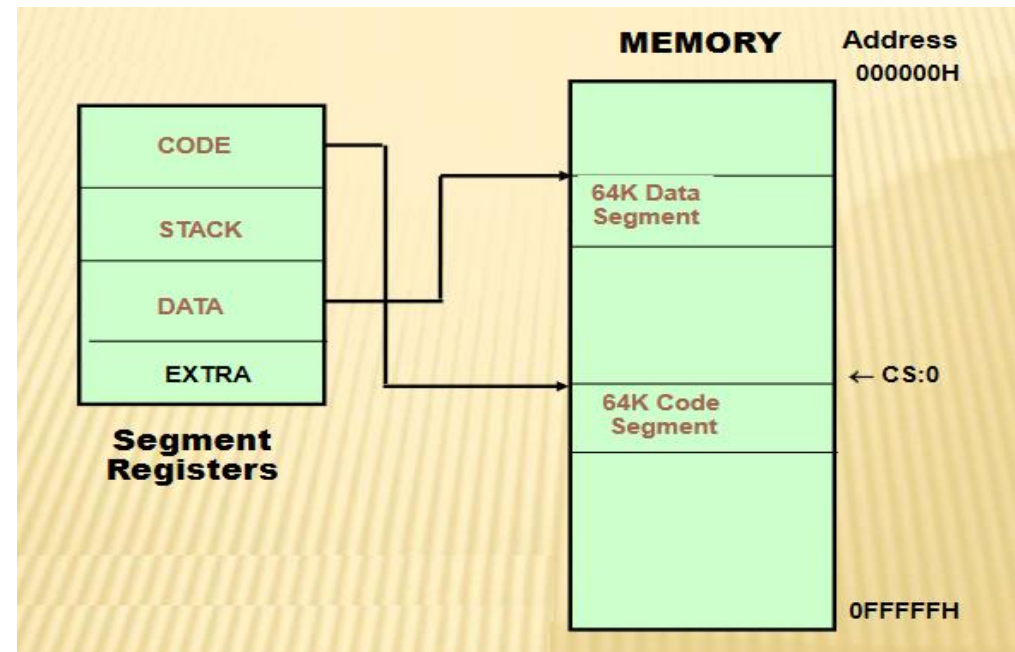 MEMORY
Address
000000H
CODE
STACK
DATA
EXTRA
Segment
Registers
64K Data
Segment
← CS:0
64K Code
Segment
0FFFFFH